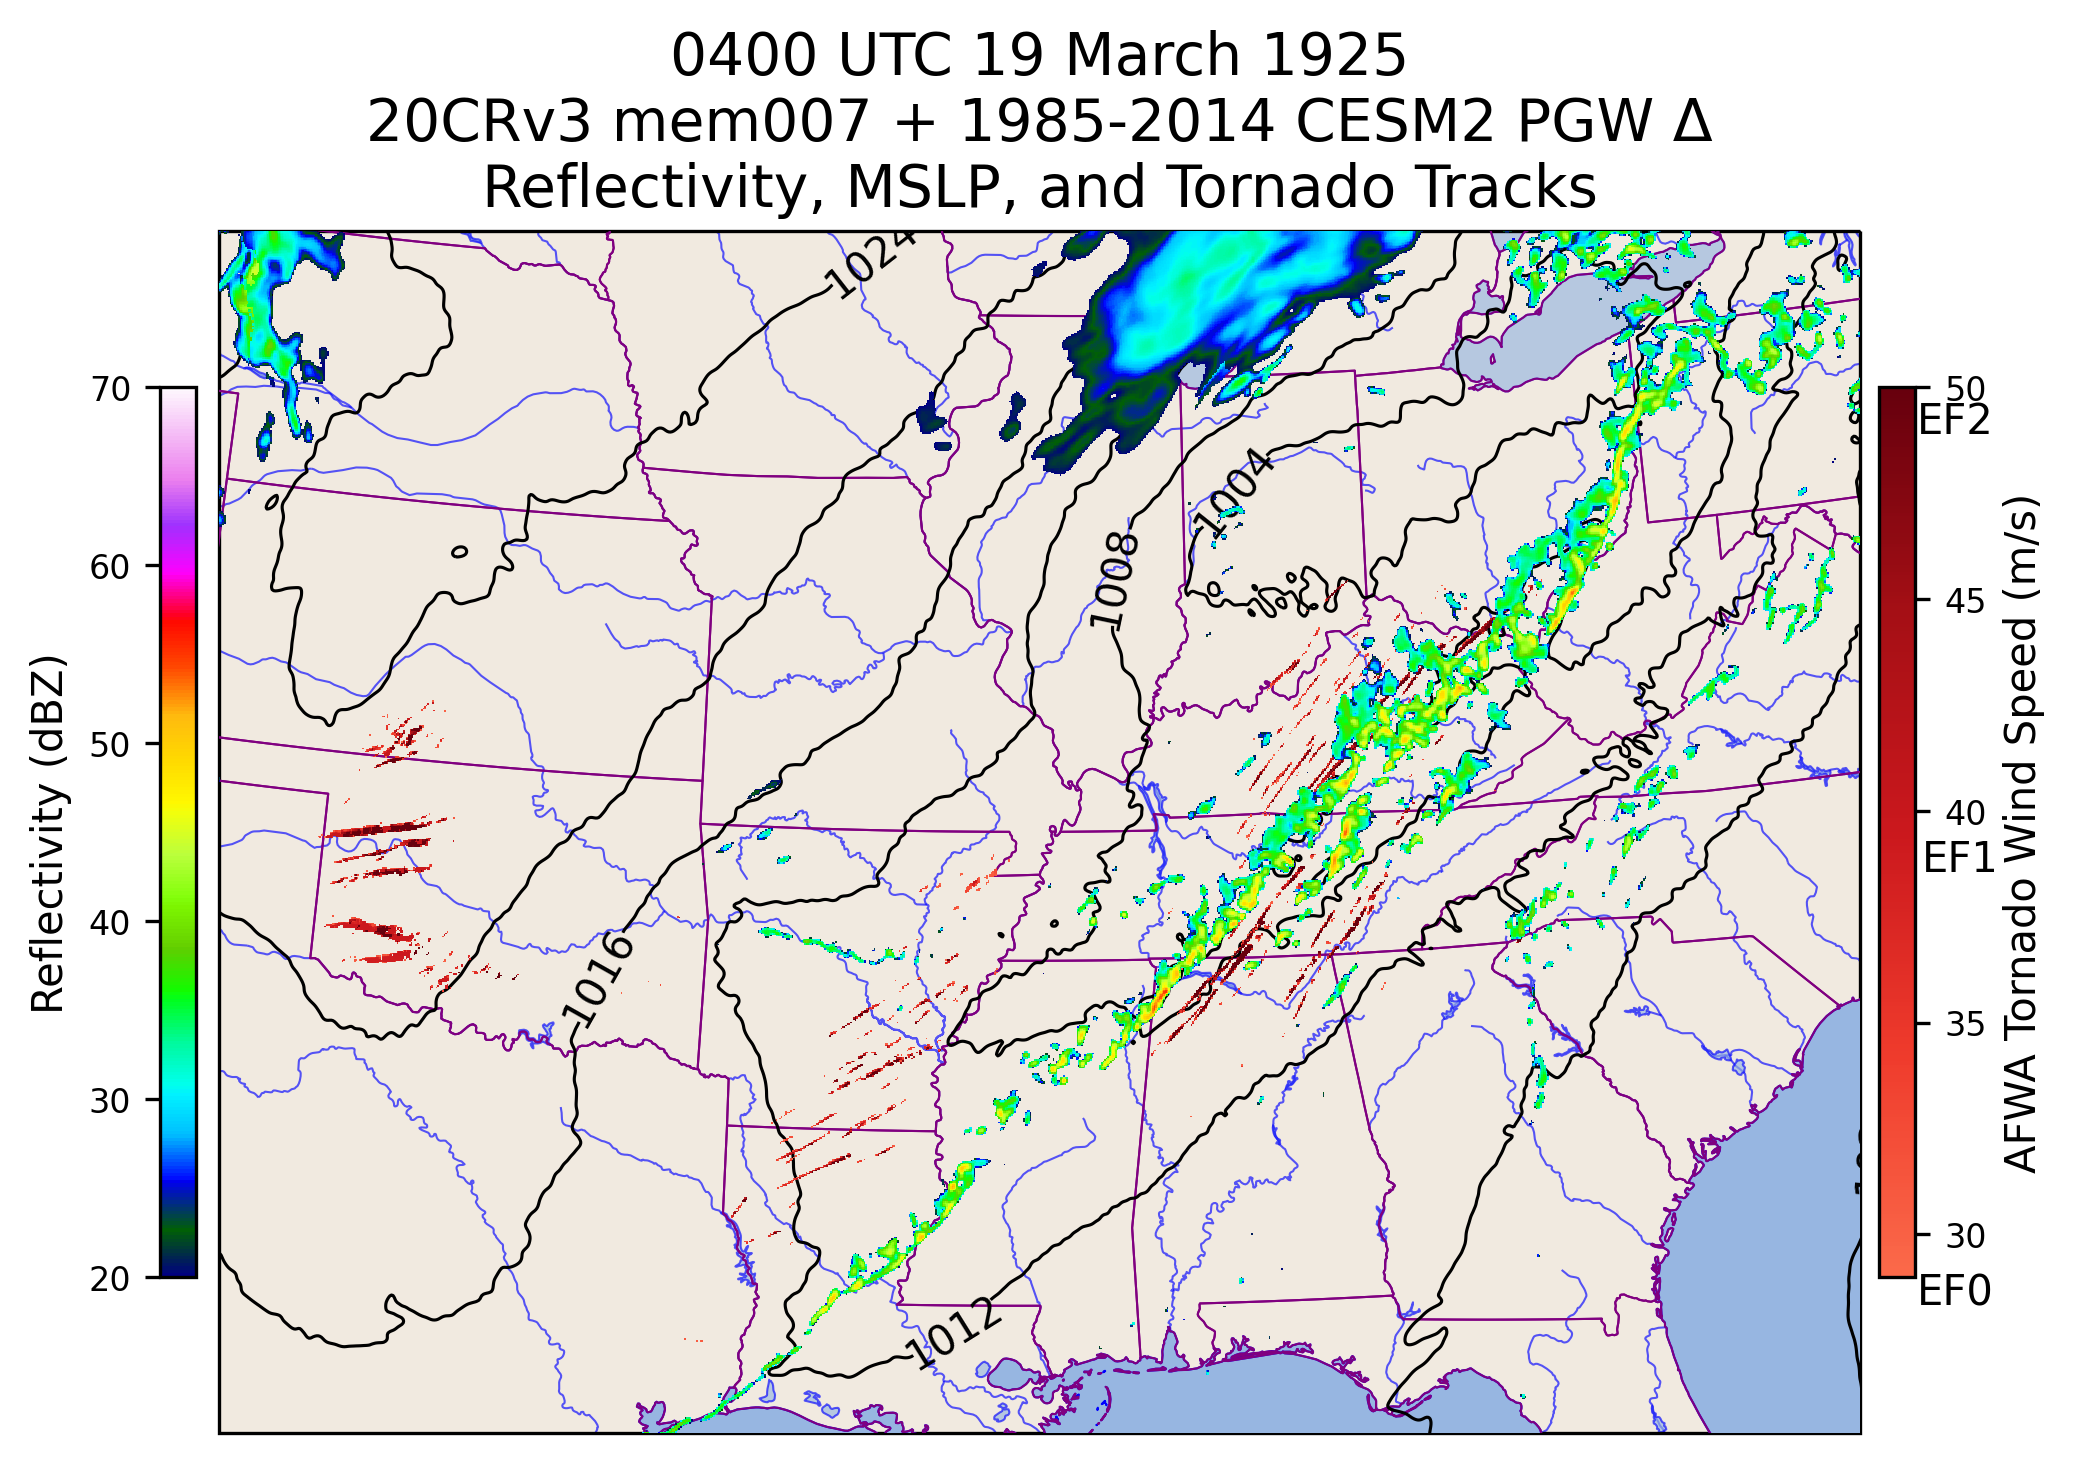 0400 UTC 19 March 1925
20CRv3 mem007 + 1985-2014 CESM2 PGW Δ
Reflectivity, MSLP, and Tornado Tracks
1024
1004
1008
1016
1012
70
60
50
40
30
20
Reflectivity (dBZ)
50
EF2
45
40
EF1
35
30
EF0
AFWA Tornado Wind Speed (m/s)